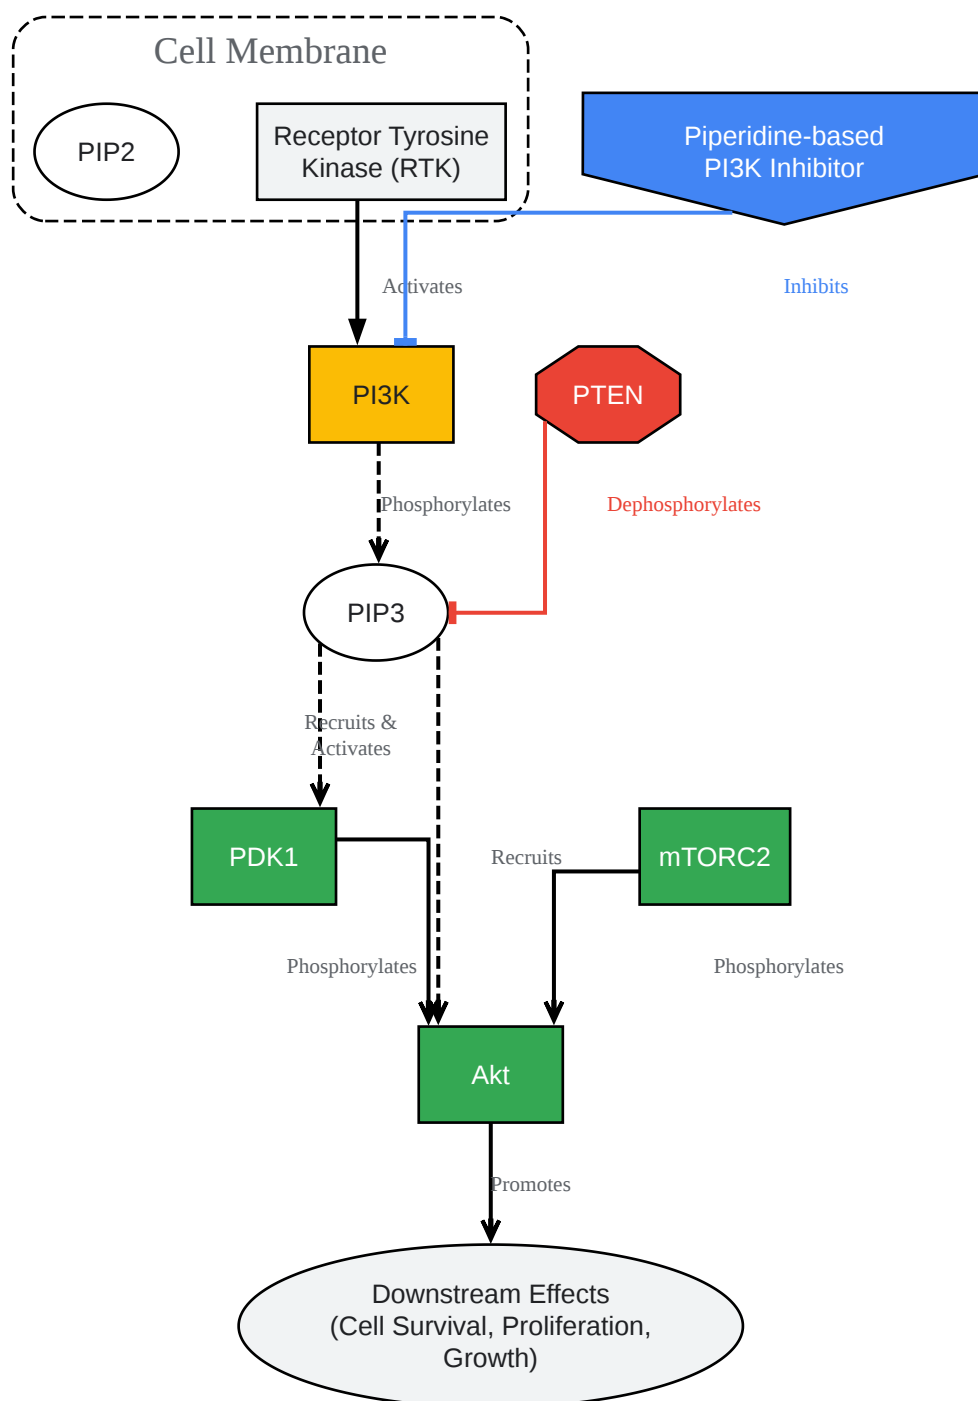 Cell Membrane
PIP2
Receptor Tyrosine
Kinase (RTK)
Piperidine-based
PI3K Inhibitor
Activates
Inhibits
PI3K
PTEN
Phosphorylates
Dephosphorylates
PIP3
Recruits &
Activates
PDK1
Recruits
mTORC2
Phosphorylates
Phosphorylates
Akt
Promotes
Downstream Effects
(Cell Survival, Proliferation,
Growth)